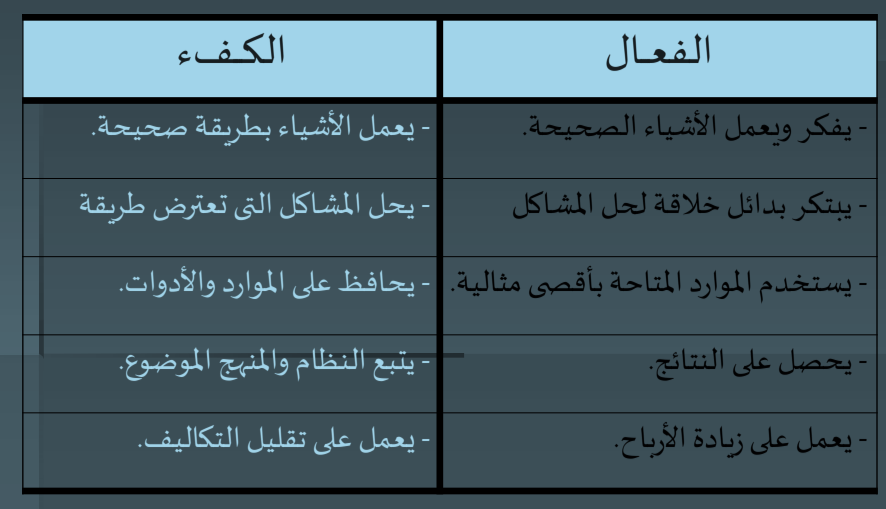 الفعال
الكفء
- يفكر ويعمل الأشياء الصحيحة.
- يعمل الأشياء بطريقة صحيحة.
- يبتكر بدائل خلاقة لحل المشاكل
- يحل المشاكل التى تعترض طريقة
- يستخدم الموارد المتاحة بأقصى مثالية.
- يحافظ على الموارد والأدوات.
- يحصل على النتائج.
- يتبع النظام والمنهج الموضوع.
- يعمل على زيادة الأرباح.
- يعمل على تقليل التكاليف.